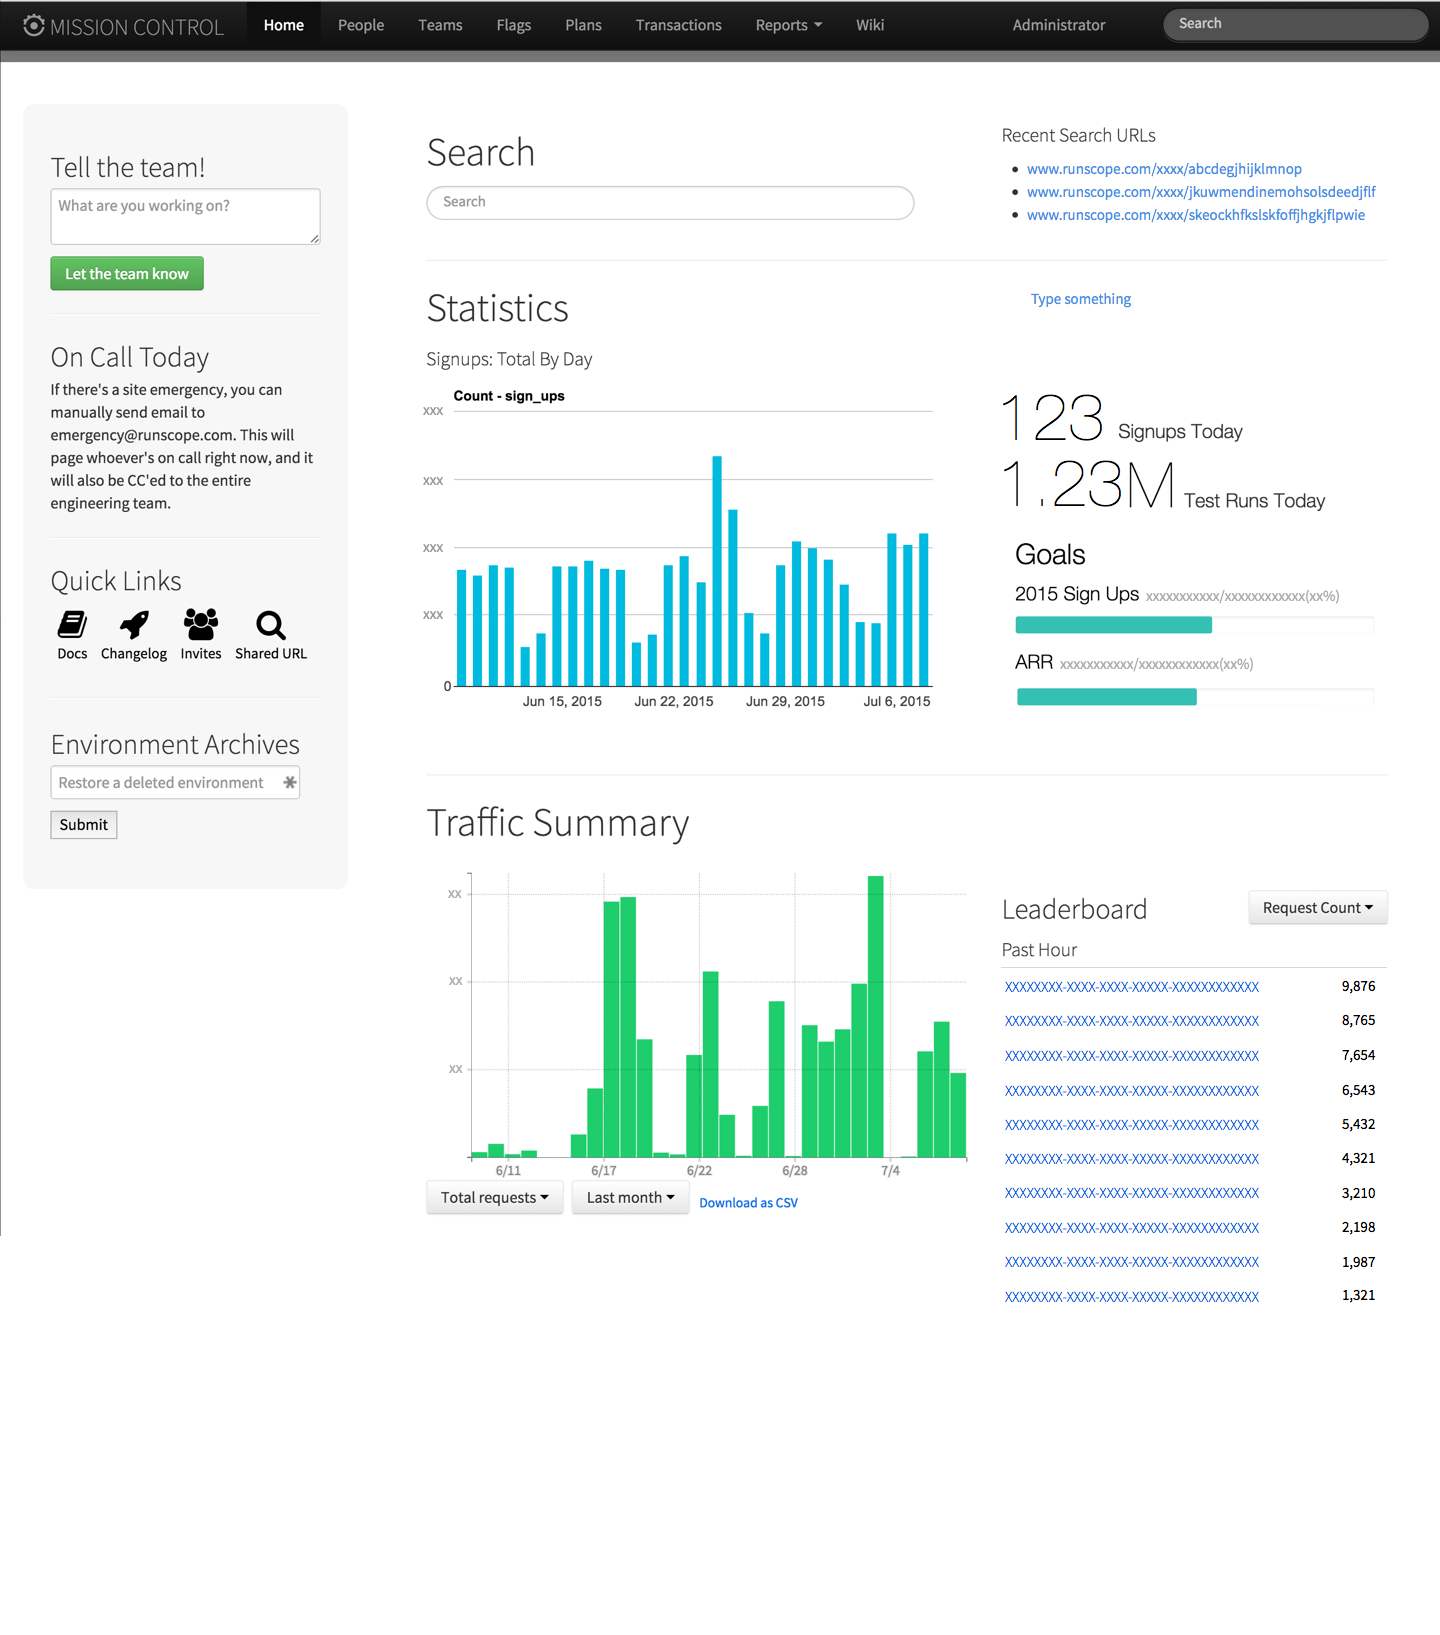 MISSION CONTROL Home People Teams Flags Plans Transactions Reports Wiki Administrator Search
Tell the team!
What are you working on?
Let the team know
On Call Today
If there's a site emergency, you can
manually send email to
emergency@runscope.com. This will
page whoever's on call right now, and it
will also be CC'ed to the entire
engineering team.
Quick Links
Docs Changelog Invites Shared URL
Environment Archives
Restore a deleted environment
Submit
Search
Search
Recent Search URLs
www.runscope.com/xxxx/abcdegjhijklmnop
www.runscope.com/xxxx/jkuwmendinemohsolsdeedjflf
www.runscope.com/xxxx/skeockhfkslskfoffjhgkjflpwie
Statistics
Type something
Signups: Total By Day
Count - sign_ups
xxx
xxx
xxx
xxx
0
Jun 15, 2015 Jun 22, 2015 Jun 29, 2015 Jul 6, 2015
123 Signups Today
1.23M Test Runs Today
Goals
2015 Sign Ups xxxxxxxxxxx/xxxxxxxxxxxx(xx%)
ARR xxxxxxxxxxx/xxxxxxxxxxxx(xx%)
Traffic Summary
XX
XX
XX
6/11 6/17 6/22 6/28 7/4
Total requests Last month Download as CSV
Leaderboard Request Count
Past Hour
XXXXXXXX-XXXX-XXXX-XXXXX-XXXXXXXXXXXX 9,876
XXXXXXXX-XXXX-XXXX-XXXXX-XXXXXXXXXXXX 8,765
XXXXXXXX-XXXX-XXXX-XXXXX-XXXXXXXXXXXX 7,654
XXXXXXXX-XXXX-XXXX-XXXXX-XXXXXXXXXXXX 6,543
XXXXXXXX-XXXX-XXXX-XXXXX-XXXXXXXXXXXX 5,432
XXXXXXXX-XXXX-XXXX-XXXXX-XXXXXXXXXXXX 4,321
XXXXXXXX-XXXX-XXXX-XXXXX-XXXXXXXXXXXX 3,210
XXXXXXXX-XXXX-XXXX-XXXXX-XXXXXXXXXXXX 2,198
XXXXXXXX-XXXX-XXXX-XXXXX-XXXXXXXXXXXX 1,987
XXXXXXXX-XXXX-XXXX-XXXXX-XXXXXXXXXXXX 1,321